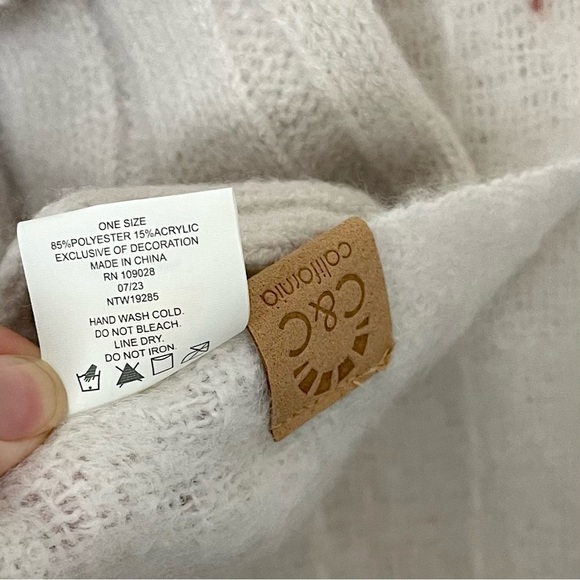 ONE SIZE
85%POLYESTER 15%ACRYLIC
EXCLUSIVE OF DECORATION
MADE IN CHINA
RN 109028
07/23
NTW19285
HAND WASH COLD.
DO NOT BLEACH.
LINE DRY.
DO NOT IRON.
C&C
california